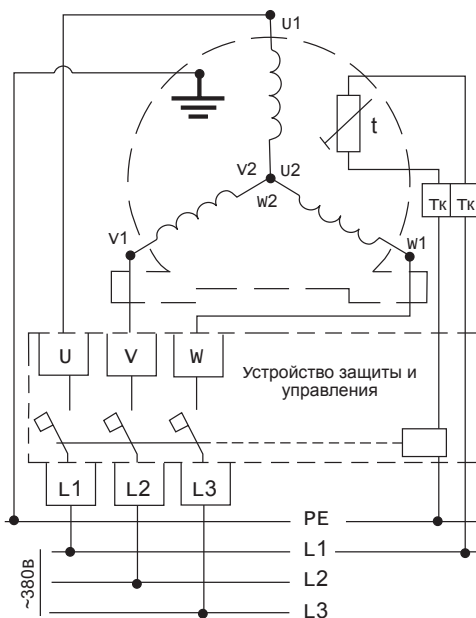 U1
t
V2 U2
W2
Тк Тк
V1 W1
U V W
Устройство защиты и
управления
L1 L2 L3
PE
L1
L2
L3
~380В